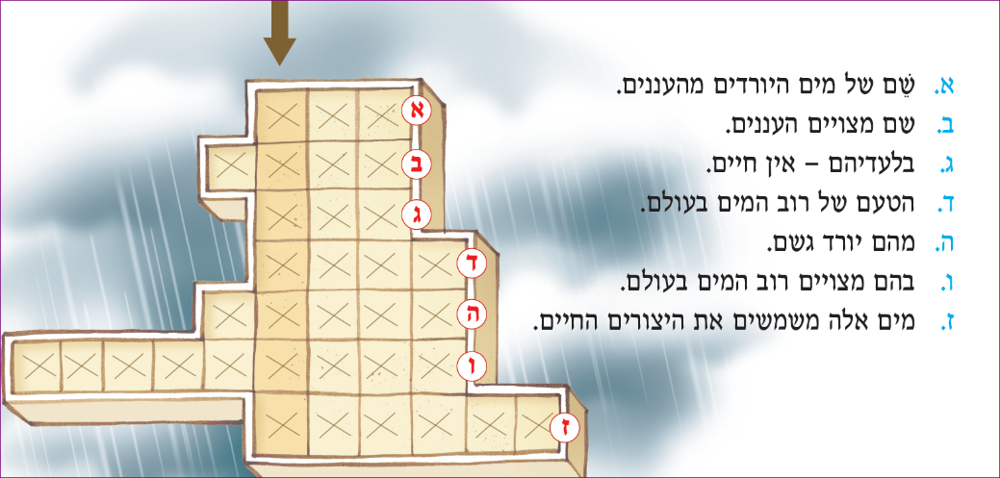 א. שֵׁם של מים היורדים מהעננים.
ב. שם מצויים העננים.
ג. בלעדיהם – אין חיים.
ד. הטעם של רוב המים בעולם.
ה. מהם יורד גשם.
ו. בהם מצויים רוב המים בעולם.
ז. מים אלה משמשים את היצורים החיים.
א
ב
ג
ד
ה
ו
ז